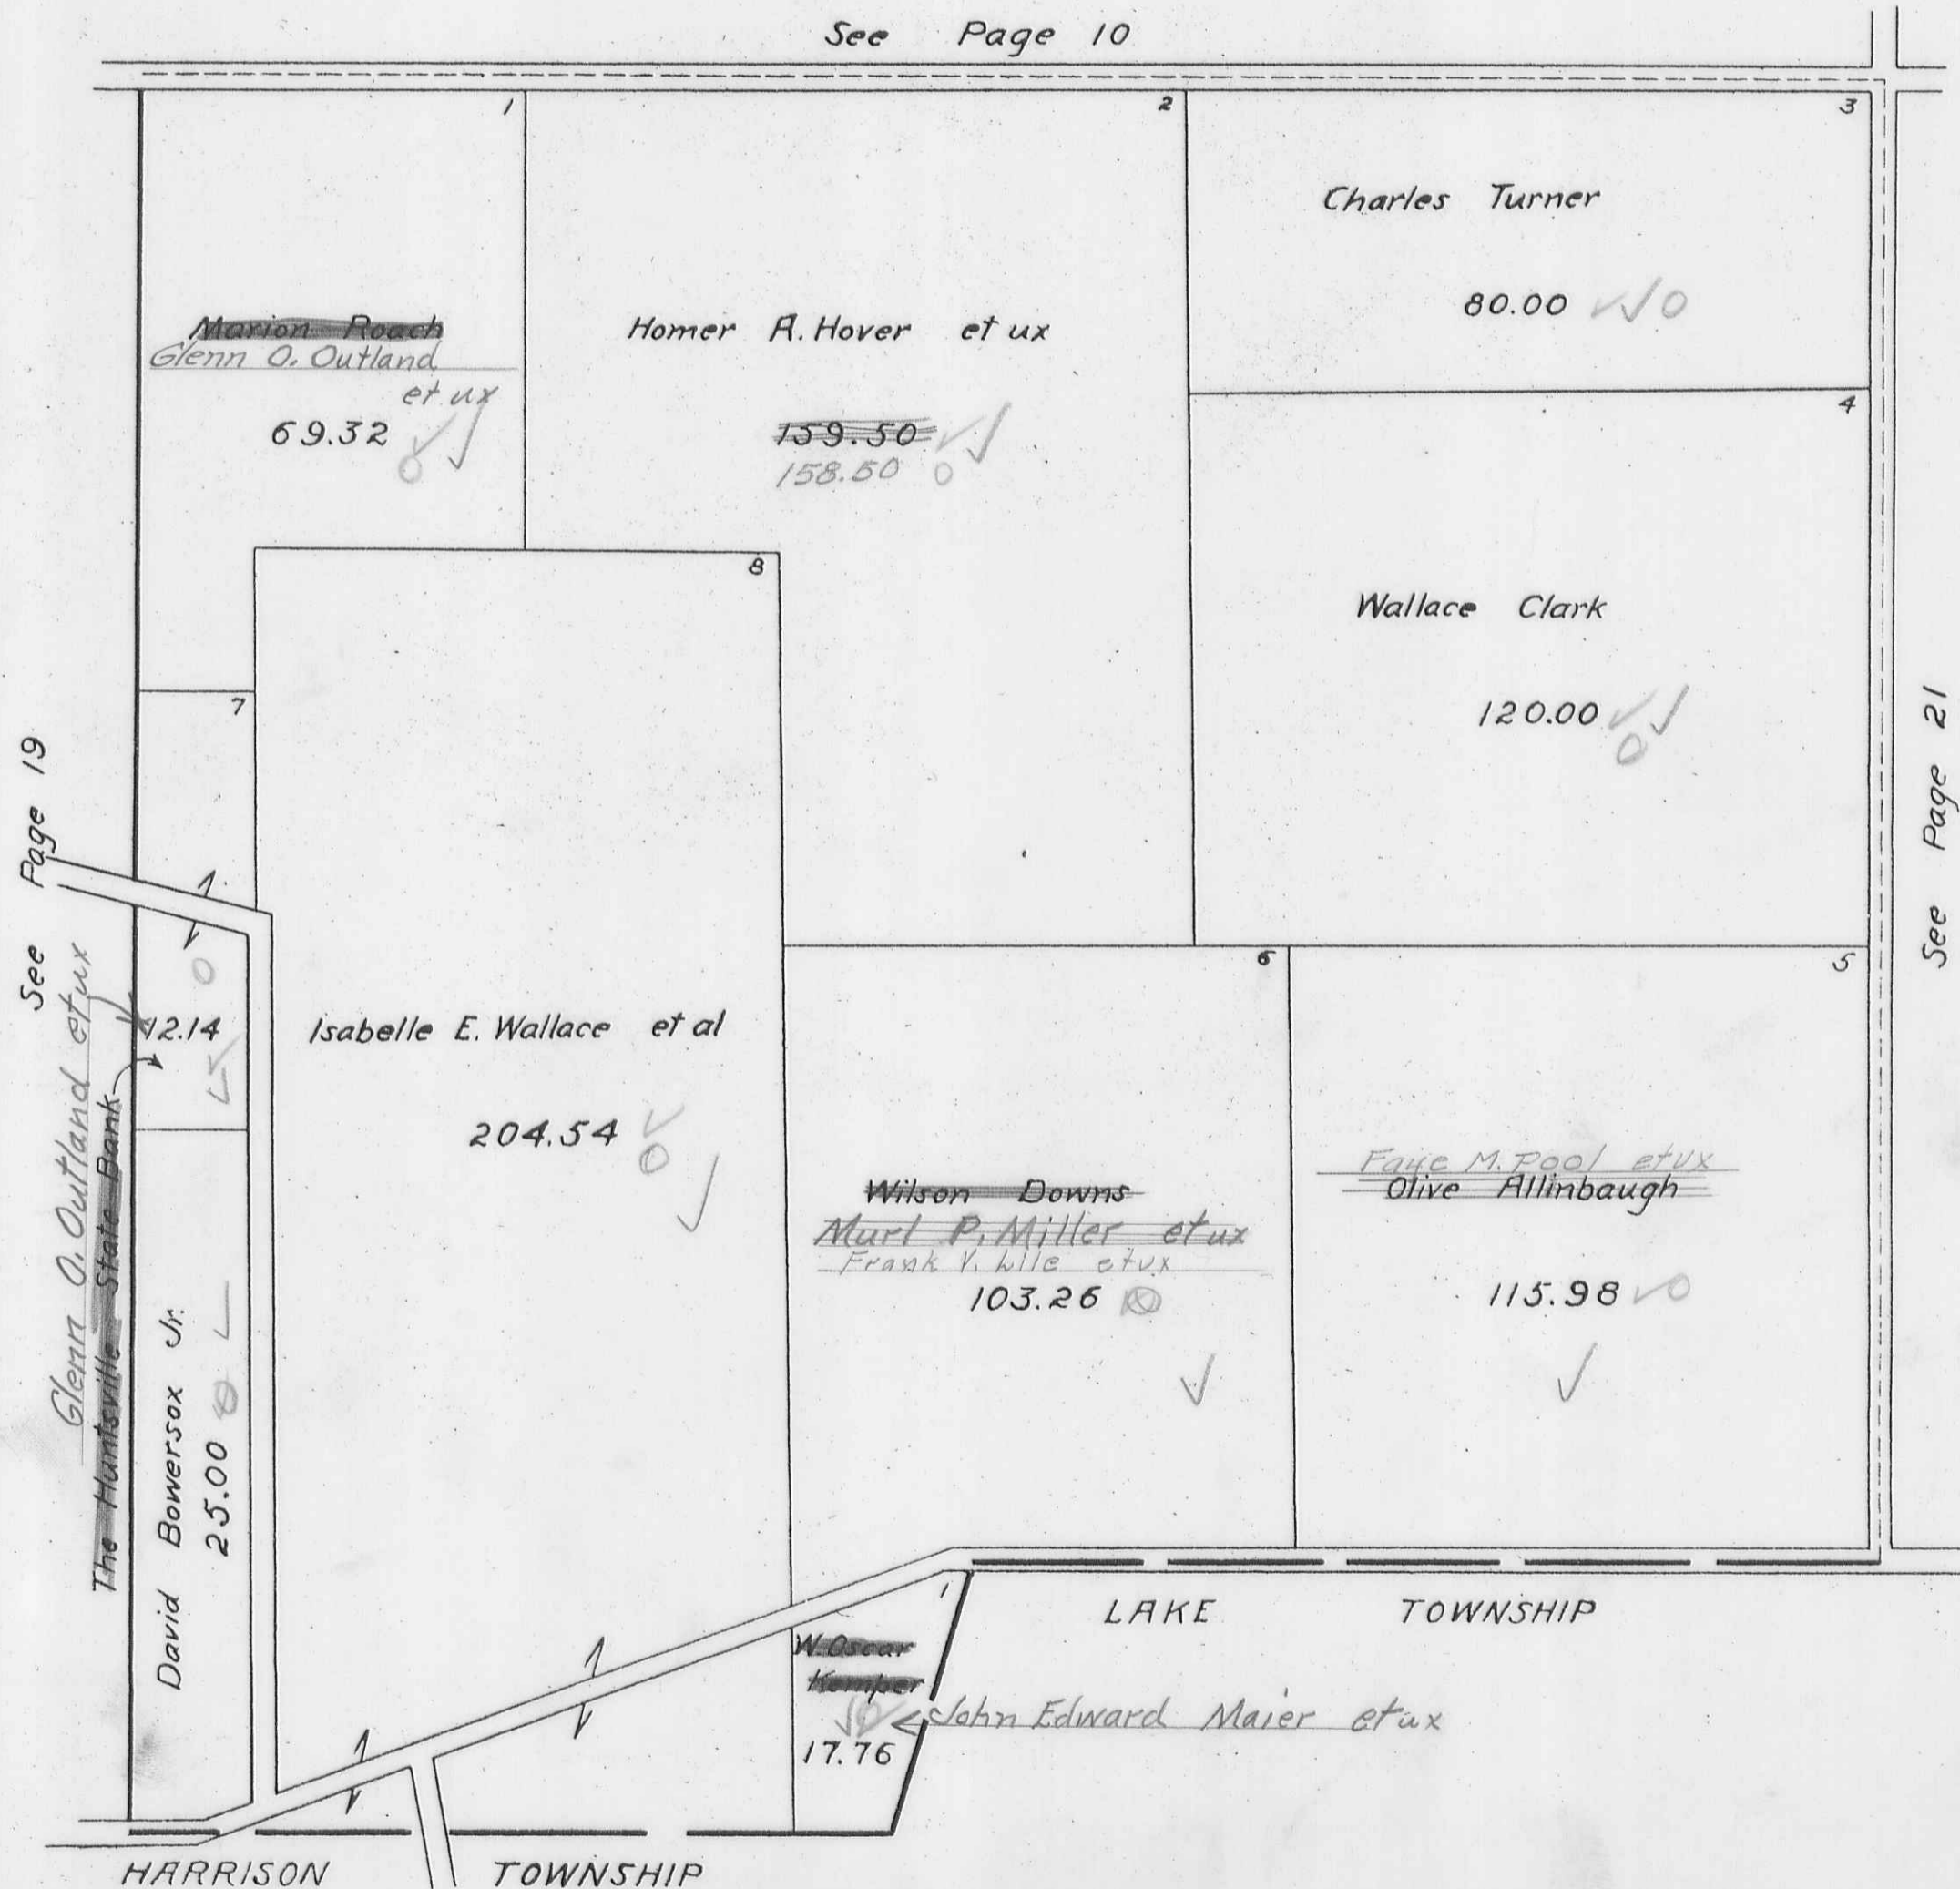 See Page 10
1
2
3
Charles Turner
80.00
Marion Roach
Glenn O. Outland
et ux
69.32
Homer A. Hover et ux
159.50
158.50
4
Wallace Clark
120.00
8
7
See Page 19
See Page 21
12.14
Glenn O. Outland et ux
The Huntsville State Bank
Isabelle E. Wallace et al
204.54
6
5
Wilson Downs
Murl P. Miller et ux
Frank V. Lile et ux
103.26
Faye M. Pool et ux
Olive Allinbaugh
115.98
David Bowersox Jr.
25.00
1
LAKE TOWNSHIP
W. Oscar
Kemper
John Edward Maier et ux
17.76
HARRISON TOWNSHIP